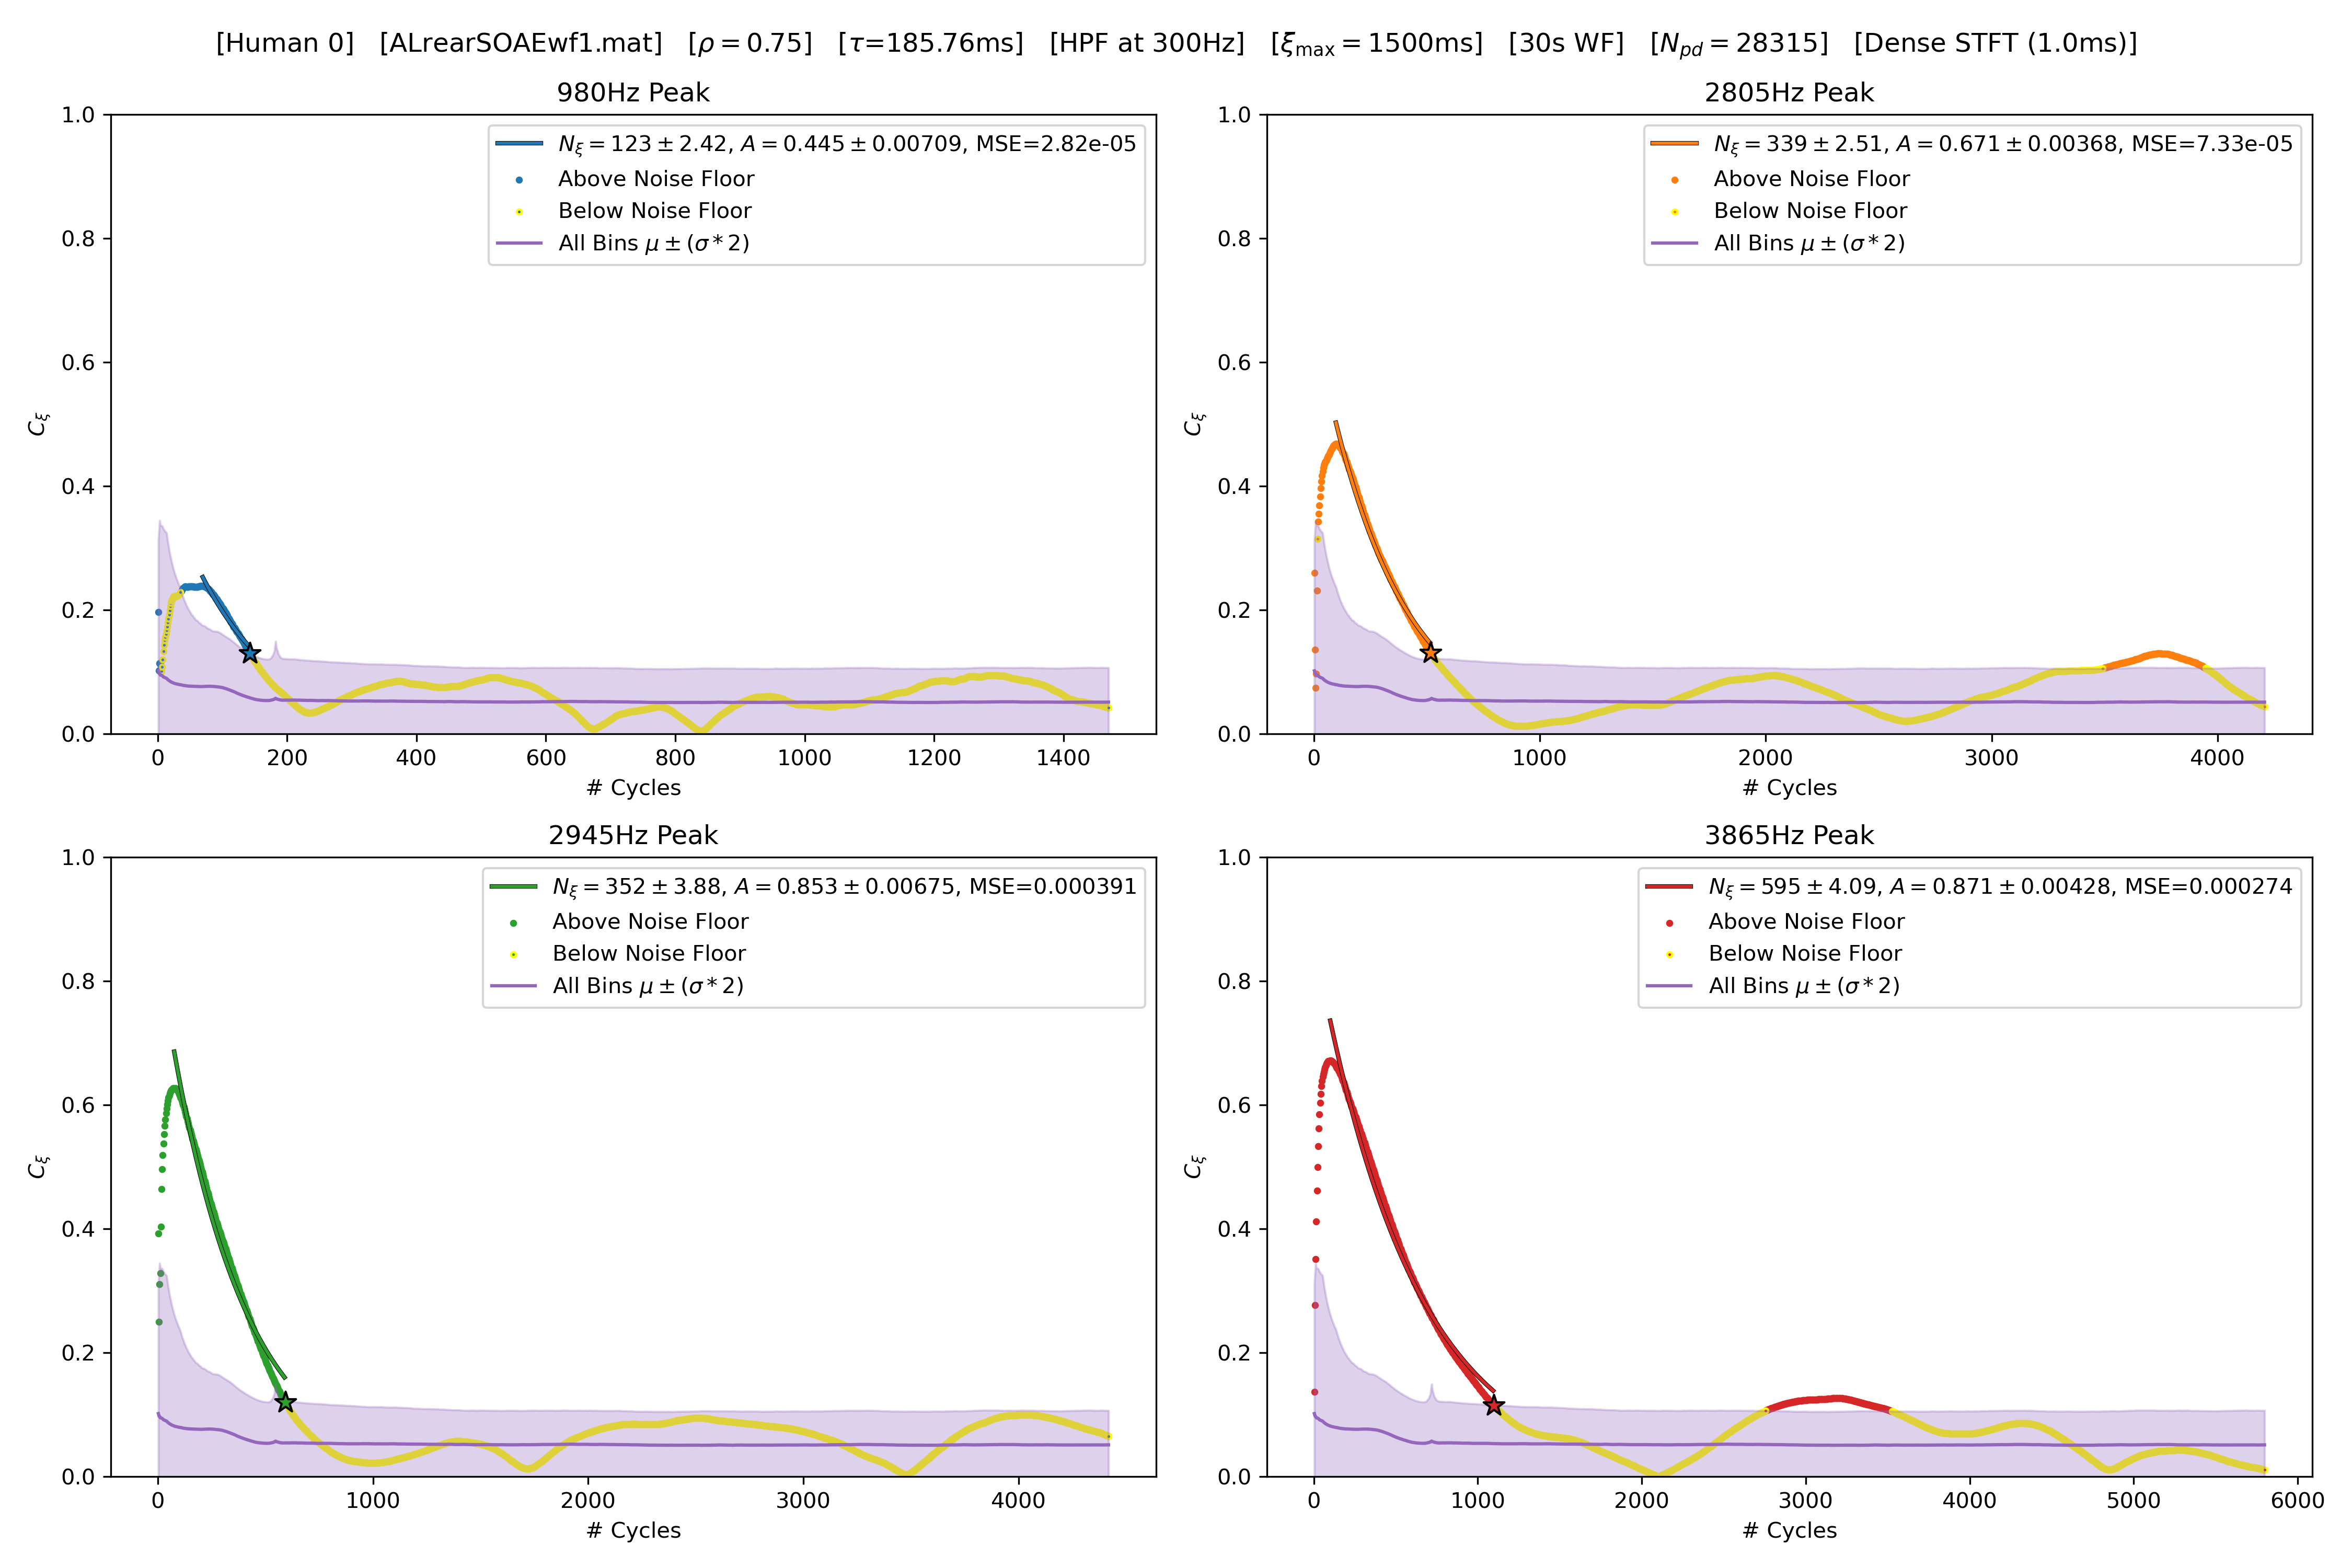 [Human 0] [ALrearSOAEwf1.mat] [ρ = 0.75] [τ=185.76ms] [HPF at 300Hz] [ξmax = 1500ms] [30s WF] [Npd = 28315] [Dense STFT (1.0ms)]
980Hz Peak
Nξ = 123 ± 2.42, A = 0.445 ± 0.00709, MSE=2.82e-05
Above Noise Floor
Below Noise Floor
All Bins μ ± (σ * 2)
1.0
0.8
0.6
0.4
0.2
0.0
Cξ
0 200 400 600 800 1000 1200 1400
# Cycles
2805Hz Peak
Nξ = 339 ± 2.51, A = 0.671 ± 0.00368, MSE=7.33e-05
Above Noise Floor
Below Noise Floor
All Bins μ ± (σ * 2)
1.0
0.8
0.6
0.4
0.2
0.0
Cξ
0 1000 2000 3000 4000
# Cycles
2945Hz Peak
Nξ = 352 ± 3.88, A = 0.853 ± 0.00675, MSE=0.000391
Above Noise Floor
Below Noise Floor
All Bins μ ± (σ * 2)
1.0
0.8
0.6
0.4
0.2
0.0
Cξ
0 1000 2000 3000 4000
# Cycles
3865Hz Peak
Nξ = 595 ± 4.09, A = 0.871 ± 0.00428, MSE=0.000274
Above Noise Floor
Below Noise Floor
All Bins μ ± (σ * 2)
1.0
0.8
0.6
0.4
0.2
0.0
Cξ
0 1000 2000 3000 4000 5000 6000
# Cycles